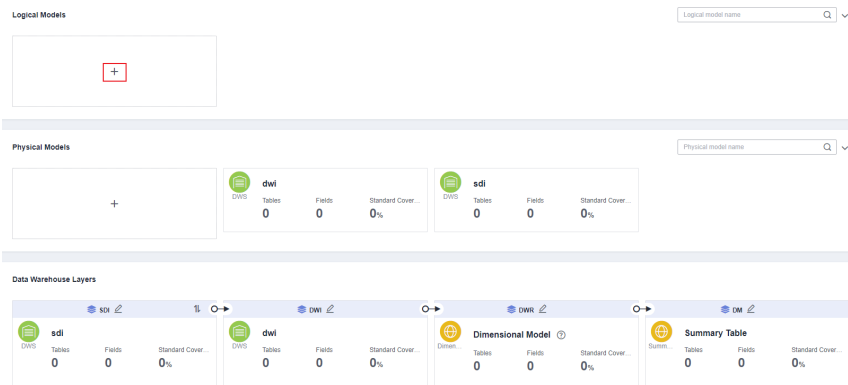 Logical Models
Logical model name
Physical Models
Physical model name
dwi
DWS
Tables Fields Standard Cover...
0 0 0%
sdi
DWS
Tables Fields Standard Cover...
0 0 0%
Data Warehouse Layers
SDI DWI DWR DM
sdi
DWS
Tables Fields Standard Cover...
0 0 0%
dwi
DWS
Tables Fields Standard Cover...
0 0 0%
Dimensional Model
Dimen...
Tables Fields Standard Cover...
0 0 0%
Summary Table
Summ...
Tables Fields Standard Cover...
0 0 0%